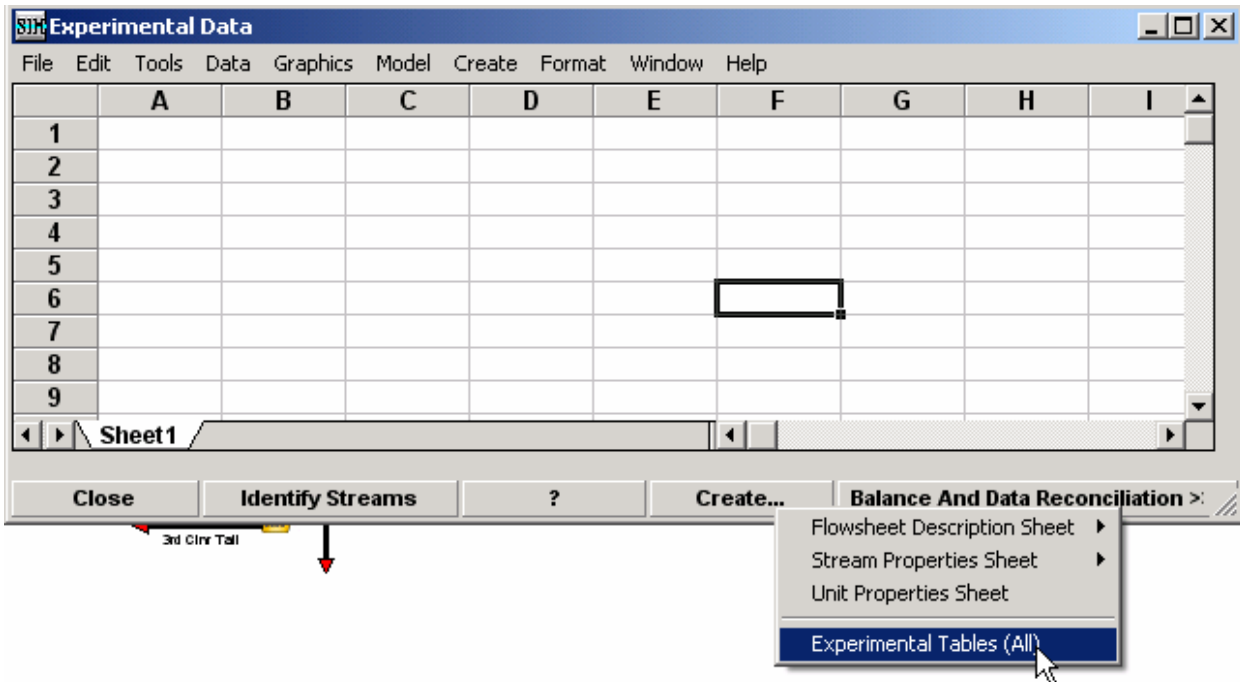 SIM Experimental Data
File Edit Tools Data Graphics Model Create Format Window Help
A B C D E F G H I
1
2
3
4
5
6
7
8
9
Sheet1
Close Identify Streams ? Create... Balance And Data Reconciliation >
3rd Clnr Tail
Flowsheet Description Sheet
Stream Properties Sheet
Unit Properties Sheet
Experimental Tables (All)